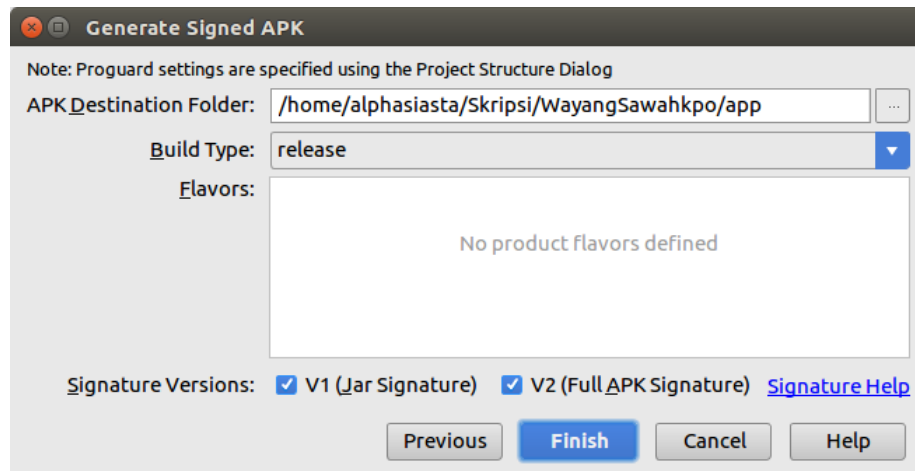 Generate Signed APK
Note: Proguard settings are specified using the Project Structure Dialog
APK Destination Folder: /home/alphasiasta/Skripsi/WayangSawahkpo/app ...
Build Type: release
Flavors:
No product flavors defined
Signature Versions: V1 (Jar Signature) V2 (Full APK Signature) Signature Help
Previous Finish Cancel Help